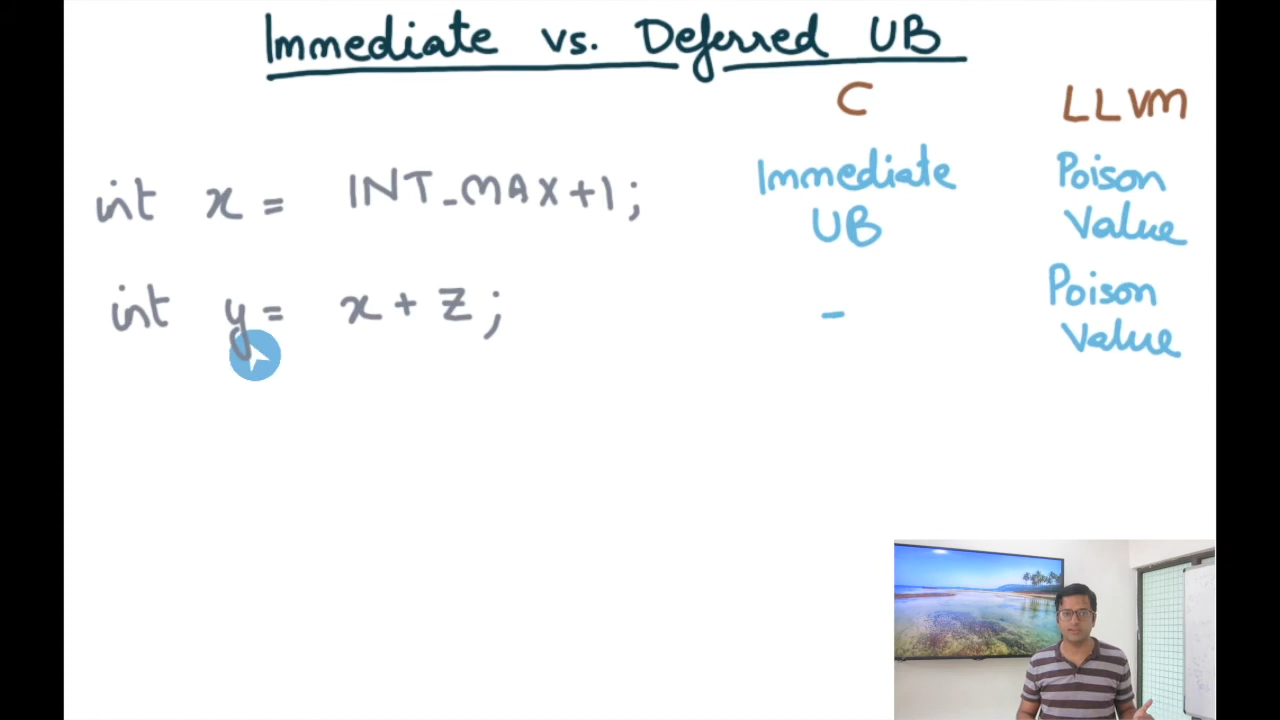 Immediate vs. Deferred UB
C LLVM
int x = INT_MAX+1; Immediate UB Poison Value
int y = x + z; - Poison Value